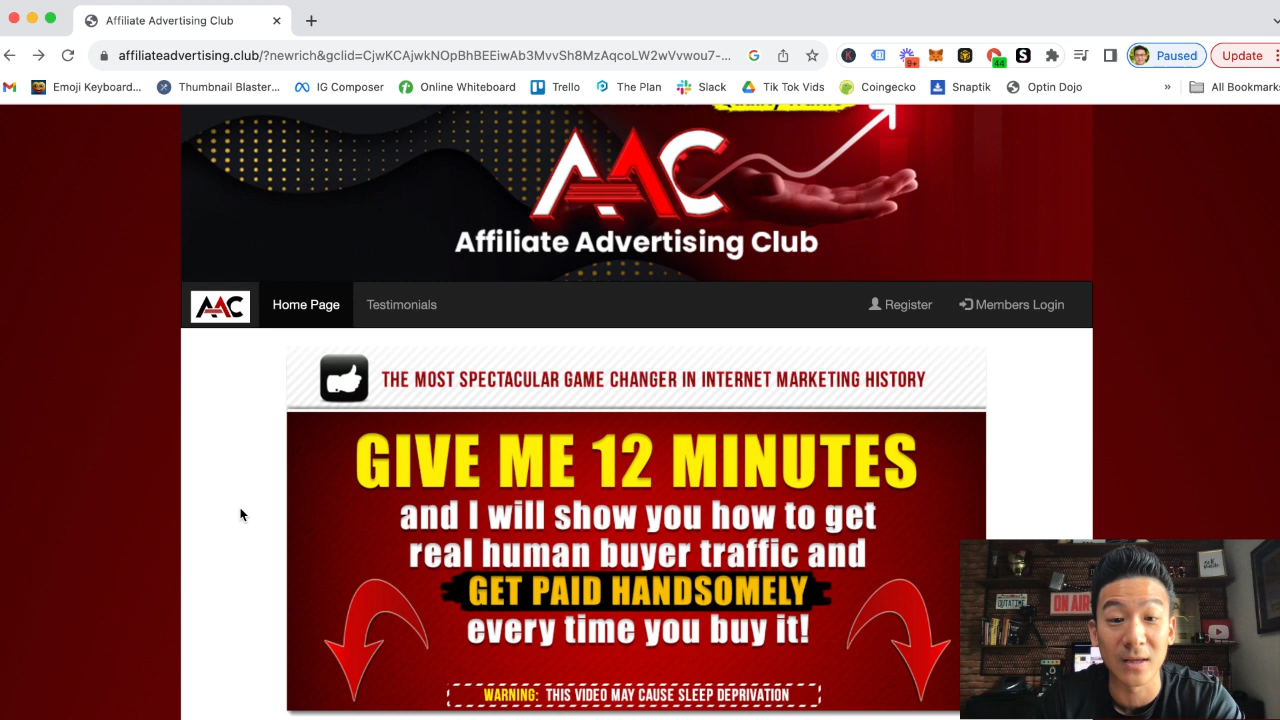 Affiliate Advertising Club
affiliateadvertising.club/?newrich&gclid=CjwKCAjwkNOpBhBEEiwAb3MvvSh8MzAqcoLW2wVvwou7-...
9+
44
Paused
Update
Emoji Keyboard...
Thumbnail Blaster...
IG Composer
Online Whiteboard
Trello
The Plan
Slack
Tik Tok Vids
Coingecko
Snaptik
Optin Dojo
»
All Bookmark
AAC
Affiliate Advertising Club
AAC
Home Page
Testimonials
Register
Members Login
THE MOST SPECTACULAR GAME CHANGER IN INTERNET MARKETING HISTORY
GIVE ME 12 MINUTES
and I will show you how to get
real human buyer traffic and
GET PAID HANDSOMELY
every time you buy it!
WARNING: THIS VIDEO MAY CAUSE SLEEP DEPRIVATION
OUTATIME
ON AIR